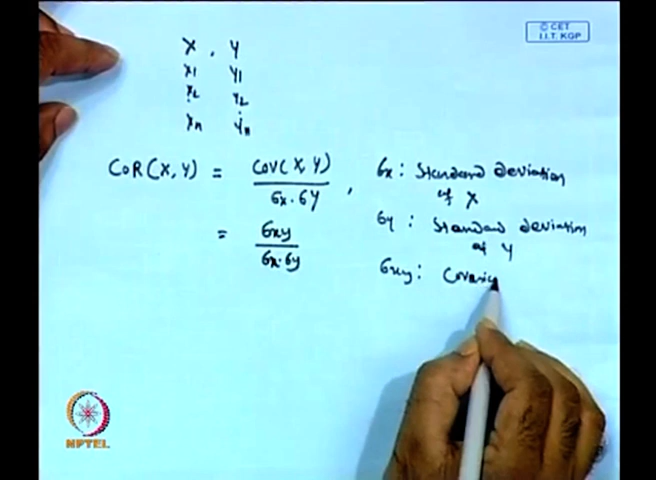 © CET
I.I.T. KGP
X , Y
x1 y1
x2 y2
xn yn
COR(X, Y) = COV(X, Y) / σx · σy , σx : Standard deviation of X
= σxy / σx · σy σy : Standard deviation of Y
σxy : Covari
NPTEL